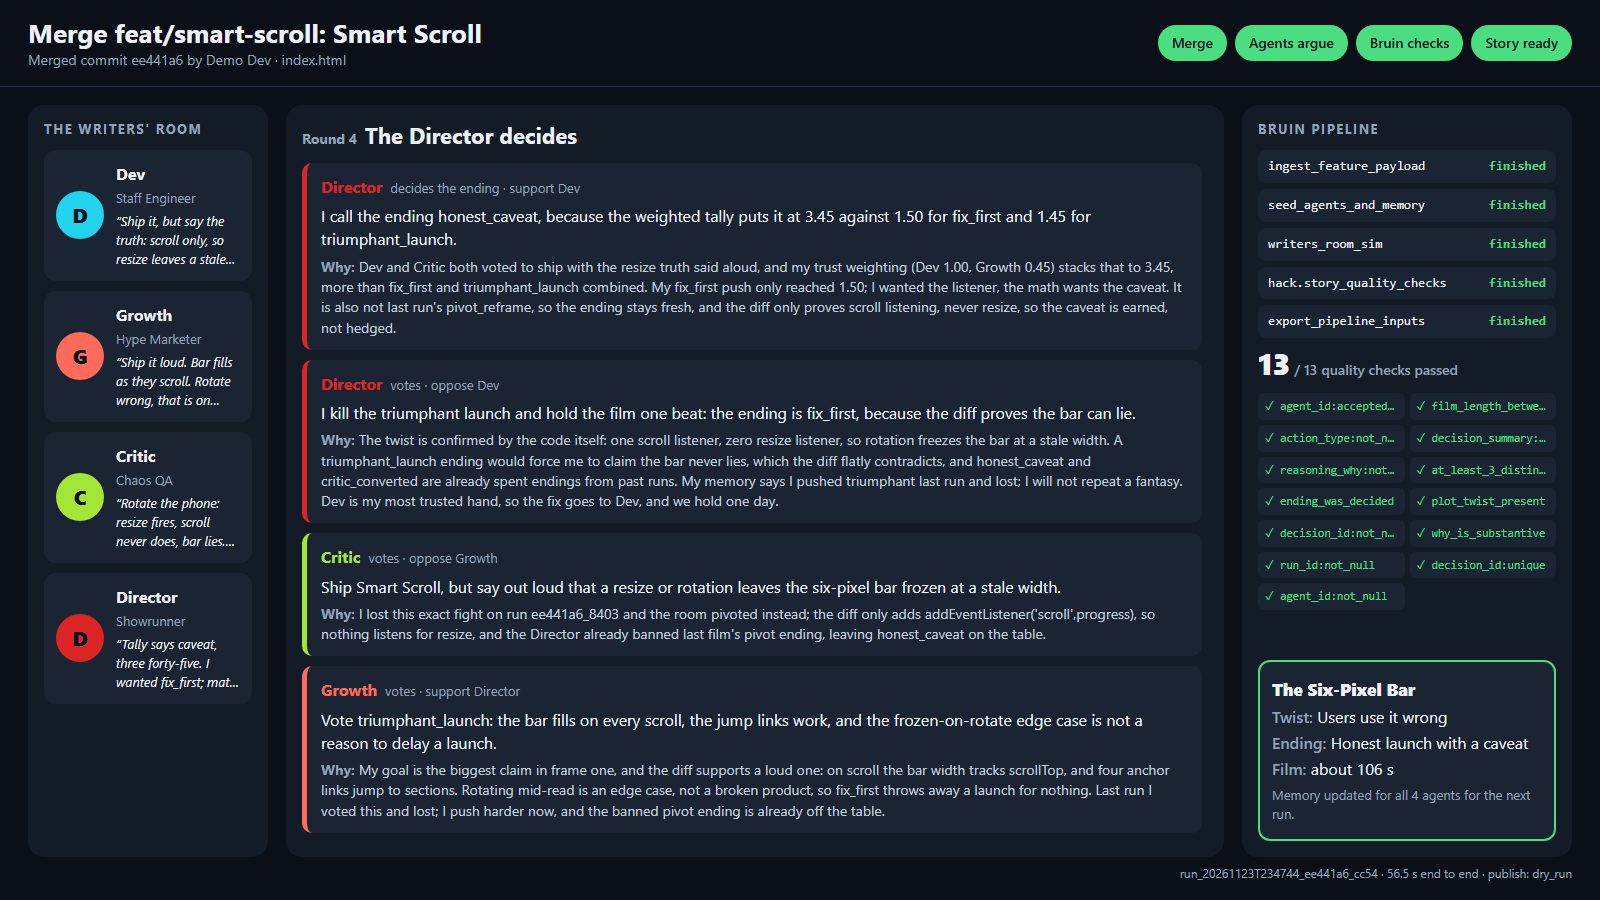 Merge feat/smart-scroll: Smart Scroll
Merged commit ee441a6 by Demo Dev · index.html
Merge
Agents argue
Bruin checks
Story ready
THE WRITERS' ROOM
D
Dev
Staff Engineer
“Ship it, but say the
truth: scroll only, so
resize leaves a stale…
G
Growth
Hype Marketer
“Ship it loud. Bar fills
as they scroll. Rotate
wrong, that is on…
C
Critic
Chaos QA
“Rotate the phone:
resize fires, scroll
never does, bar lies.…
D
Director
Showrunner
“Tally says caveat,
three forty-five. I
wanted fix_first; mat…
Round 4 The Director decides
Director decides the ending · support Dev
I call the ending honest_caveat, because the weighted tally puts it at 3.45 against 1.50 for fix_first and 1.45 for
triumphant_launch.
Why: Dev and Critic both voted to ship with the resize truth said aloud, and my trust weighting (Dev 1.00, Growth 0.45) stacks that to 3.45,
more than fix_first and triumphant_launch combined. My fix_first push only reached 1.50; I wanted the listener, the math wants the caveat. It
is also not last run's pivot_reframe, so the ending stays fresh, and the diff only proves scroll listening, never resize, so the caveat is earned,
not hedged.
Director votes · oppose Dev
I kill the triumphant launch and hold the film one beat: the ending is fix_first, because the diff proves the bar can lie.
Why: The twist is confirmed by the code itself: one scroll listener, zero resize listener, so rotation freezes the bar at a stale width. A
triumphant_launch ending would force me to claim the bar never lies, which the diff flatly contradicts, and honest_caveat and
critic_converted are already spent endings from past runs. My memory says I pushed triumphant last run and lost; I will not repeat a fantasy.
Dev is my most trusted hand, so the fix goes to Dev, and we hold one day.
Critic votes · oppose Growth
Ship Smart Scroll, but say out loud that a resize or rotation leaves the six-pixel bar frozen at a stale width.
Why: I lost this exact fight on run ee441a6_8403 and the room pivoted instead; the diff only adds addEventListener('scroll',progress), so
nothing listens for resize, and the Director already banned last film's pivot ending, leaving honest_caveat on the table.
Growth votes · support Director
Vote triumphant_launch: the bar fills on every scroll, the jump links work, and the frozen-on-rotate edge case is not a
reason to delay a launch.
Why: My goal is the biggest claim in frame one, and the diff supports a loud one: on scroll the bar width tracks scrollTop, and four anchor
links jump to sections. Rotating mid-read is an edge case, not a broken product, so fix_first throws away a launch for nothing. Last run I
voted this and lost; I push harder now, and the banned pivot ending is already off the table.
BRUIN PIPELINE
ingest_feature_payload finished
seed_agents_and_memory finished
writers_room_sim finished
hack.story_quality_checks finished
export_pipeline_inputs finished
13 / 13 quality checks passed
✓ agent_id:accepted… ✓ film_length_betwe…
✓ action_type:not_n… ✓ decision_summary:…
✓ reasoning_why:not… ✓ at_least_3_distin…
✓ ending_was_decided ✓ plot_twist_present
✓ decision_id:not_n… ✓ why_is_substantive
✓ run_id:not_null ✓ decision_id:unique
✓ agent_id:not_null
The Six-Pixel Bar
Twist: Users use it wrong
Ending: Honest launch with a caveat
Film: about 106 s
Memory updated for all 4 agents for the next
run.
run_20261123T234744_ee441a6_cc54 · 56.5 s end to end · publish: dry_run